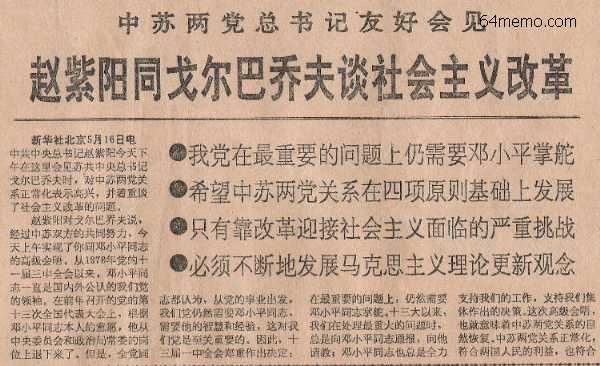 64memo.com
中苏两党总书记友好会见
赵紫阳同戈尔巴乔夫谈社会主义改革
●我党在最重要的问题上仍需要邓小平掌舵
●希望中苏两党关系在四项原则基础上发展
●只有靠改革迎接社会主义面临的严重挑战
●必须不断地发展马克思主义理论更新观念
新华社北京5月16日电
中共中央总书记赵紫阳今天下
午在这里会见苏共中央总书记
戈尔巴乔夫时，对中苏两党关
系正常化表示高兴，并着重谈
了社会主义改革的问题。
赵紫阳对戈尔巴乔夫说，
经过中苏双方的共同努力，今
天上午实现了你同邓小平同志
的高级会晤。从1978年党的十
一届三中全会以来，邓小平同
志一直是国内外公认的我们党
的领袖。在前年召开的党的第
十三次全国代表大会上，根据
邓小平同志本人的意愿，他从
中央委员会和政治局常委的岗
位上退下来了。但是，全党同
志都认为，从党的事业出发，
我们党仍然需要邓小平同志，
需要他的智慧和经验，这对我
们党是至关重要的。因此，十
三届一中全会郑重作出决定：
在最重要的问题上，仍然需要
邓小平同志掌舵。十三大以来，
我们在处理最重大的问题时，
总是向邓小平同志通报，向他
请教；邓小平同志也总是全力
支持我们的工作，支持我们集
体作出的决策。这次高级会晤，
也就意味着中苏两党关系的自
然恢复。中苏两党关系正常化，
符合两国人民的利益，也符合